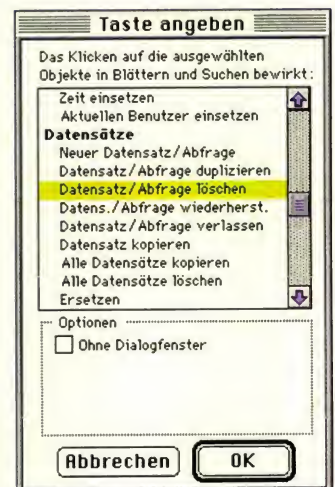 Taste angeben
Das Klicken auf die ausgewählten
Objekte in Blättern und Suchen bewirkt:
Zeit einsetzen
Aktuellen Benutzer einsetzen
Datensätze
Neuer Datensatz/Abfrage
Datensatz/Abfrage duplizieren
Datensatz/Abfrage löschen
Datens./Abfrage wiederherst.
Datensatz/Abfrage verlassen
Datensatz kopieren
Alle Datensätze kopieren
Alle Datensätze löschen
Ersetzen
Optionen
Ohne Dialogfenster
Abbrechen
OK